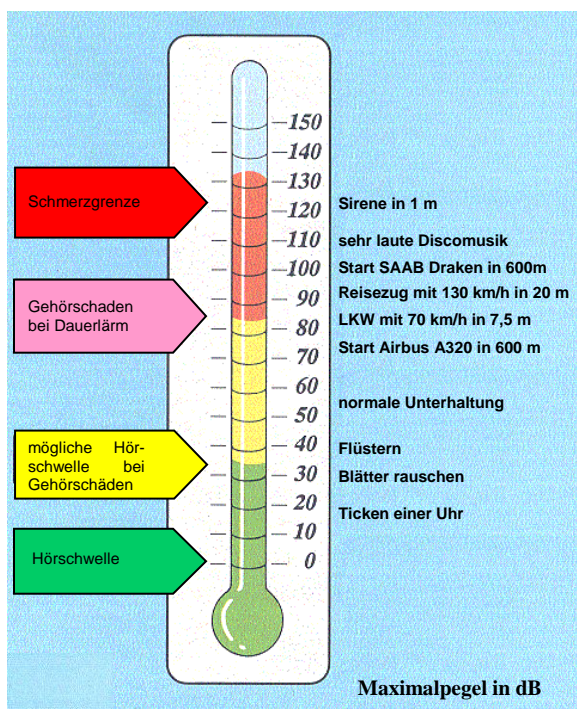 150
140
130
Schmerzgrenze
120
Sirene in 1 m
110
sehr laute Discomusik
100
Start SAAB Draken in 600m
90
Reisezug mit 130 km/h in 20 m
Gehörschaden
bei Dauerlärm
80
LKW mit 70 km/h in 7,5 m
70
Start Airbus A320 in 600 m
60
50
normale Unterhaltung
40
Flüstern
mögliche Hör-
schwelle bei
Gehörschäden
30
Blätter rauschen
20
Ticken einer Uhr
10
Hörschwelle
0
Maximalpegel in dB